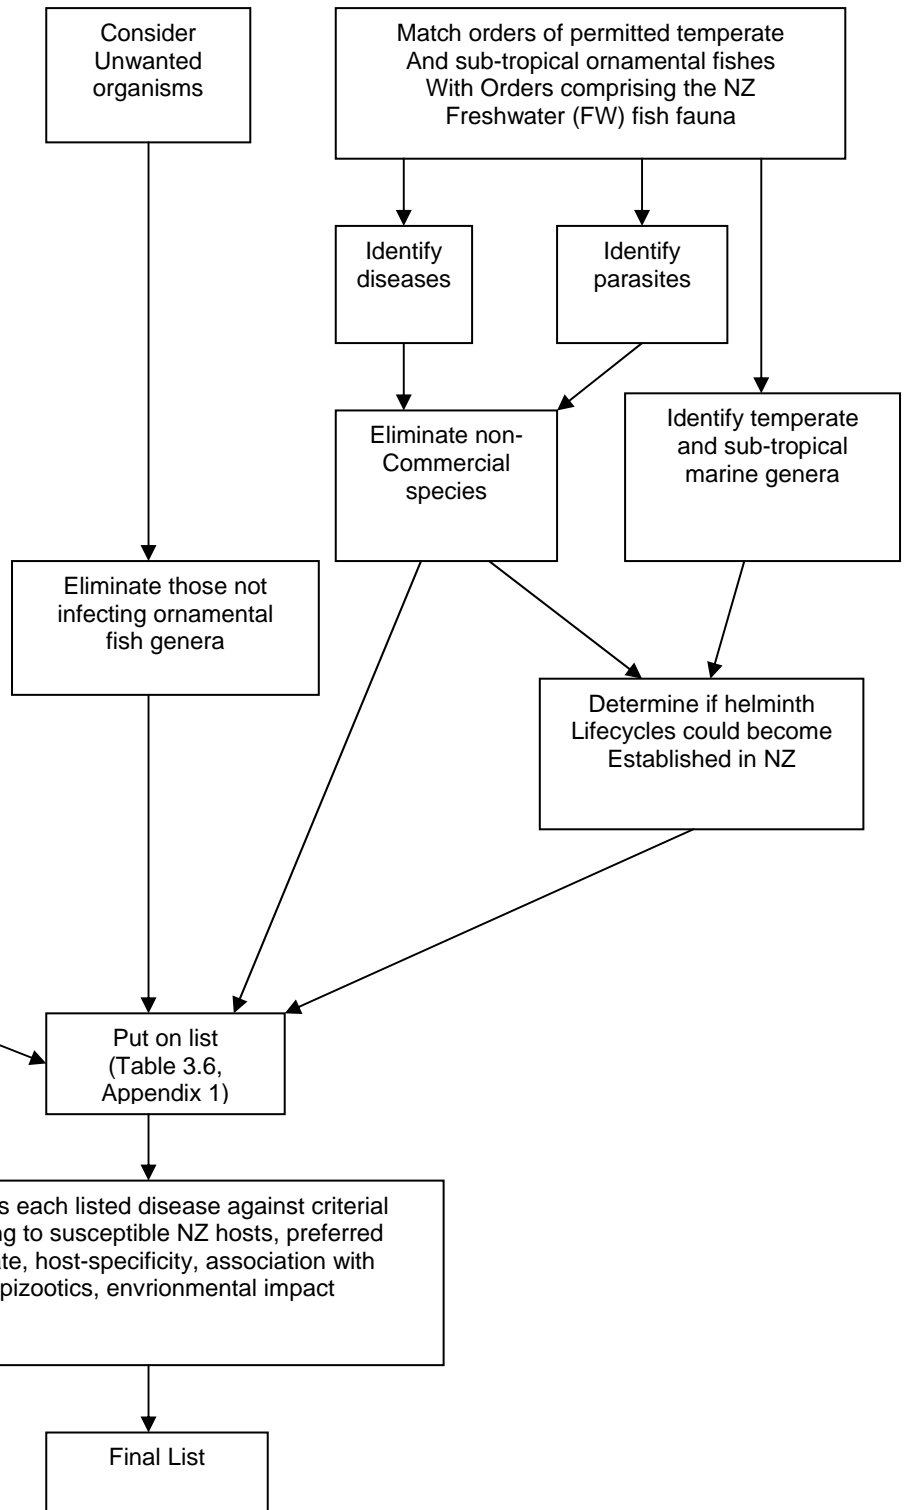 Consider
Unwanted
organisms
Match orders of permitted temperate
And sub-tropical ornamental fishes
With Orders comprising the NZ
Freshwater (FW) fish fauna
Identify
diseases
Identify
parasites
Eliminate non-
Commercial
species
Identify temperate
and sub-tropical
marine genera
Eliminate those not
infecting ornamental
fish genera
Determine if helminth
Lifecycles could become
Established in NZ
Put on list
(Table 3.6,
Appendix 1)
s each listed disease against criterial
ng to susceptible NZ hosts, preferred
te, host-specificity, association with
pizootics, envrionmental impact
Final List